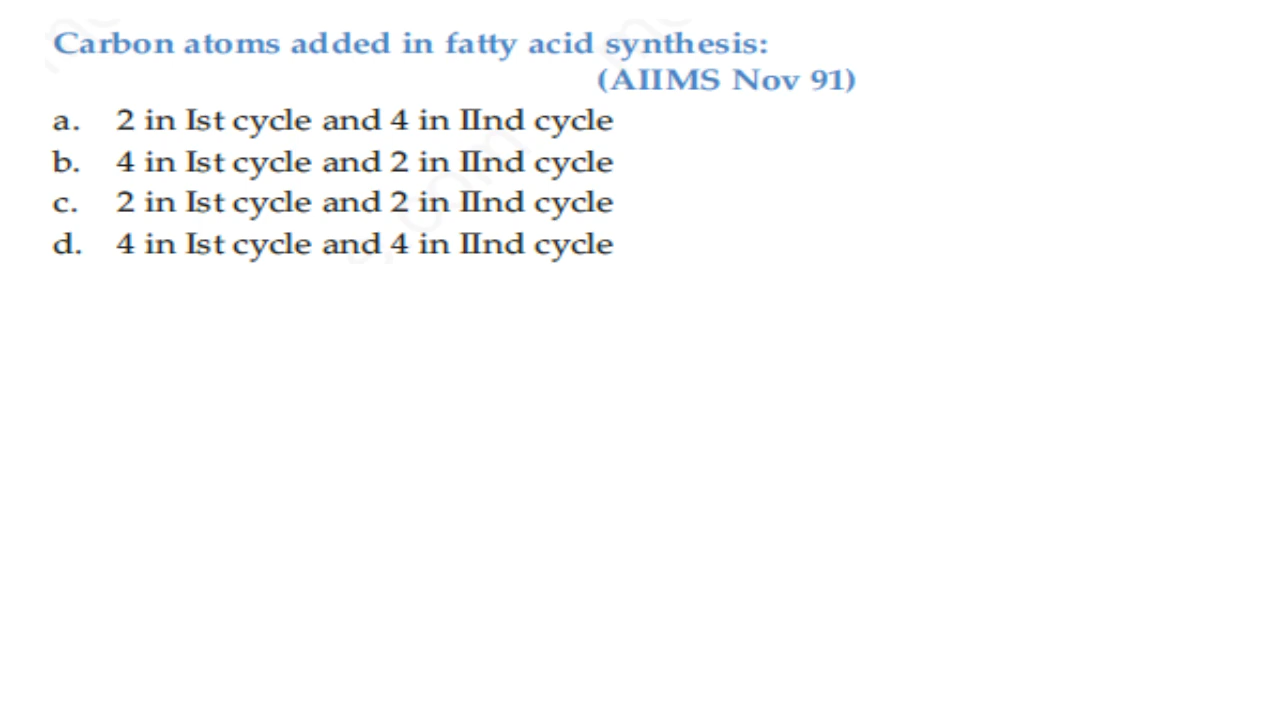 Carbon atoms added in fatty acid synthesis:
(AIIMS Nov 91)
a. 2 in Ist cycle and 4 in IInd cycle
b. 4 in Ist cycle and 2 in IInd cycle
c. 2 in Ist cycle and 2 in IInd cycle
d. 4 in Ist cycle and 4 in IInd cycle